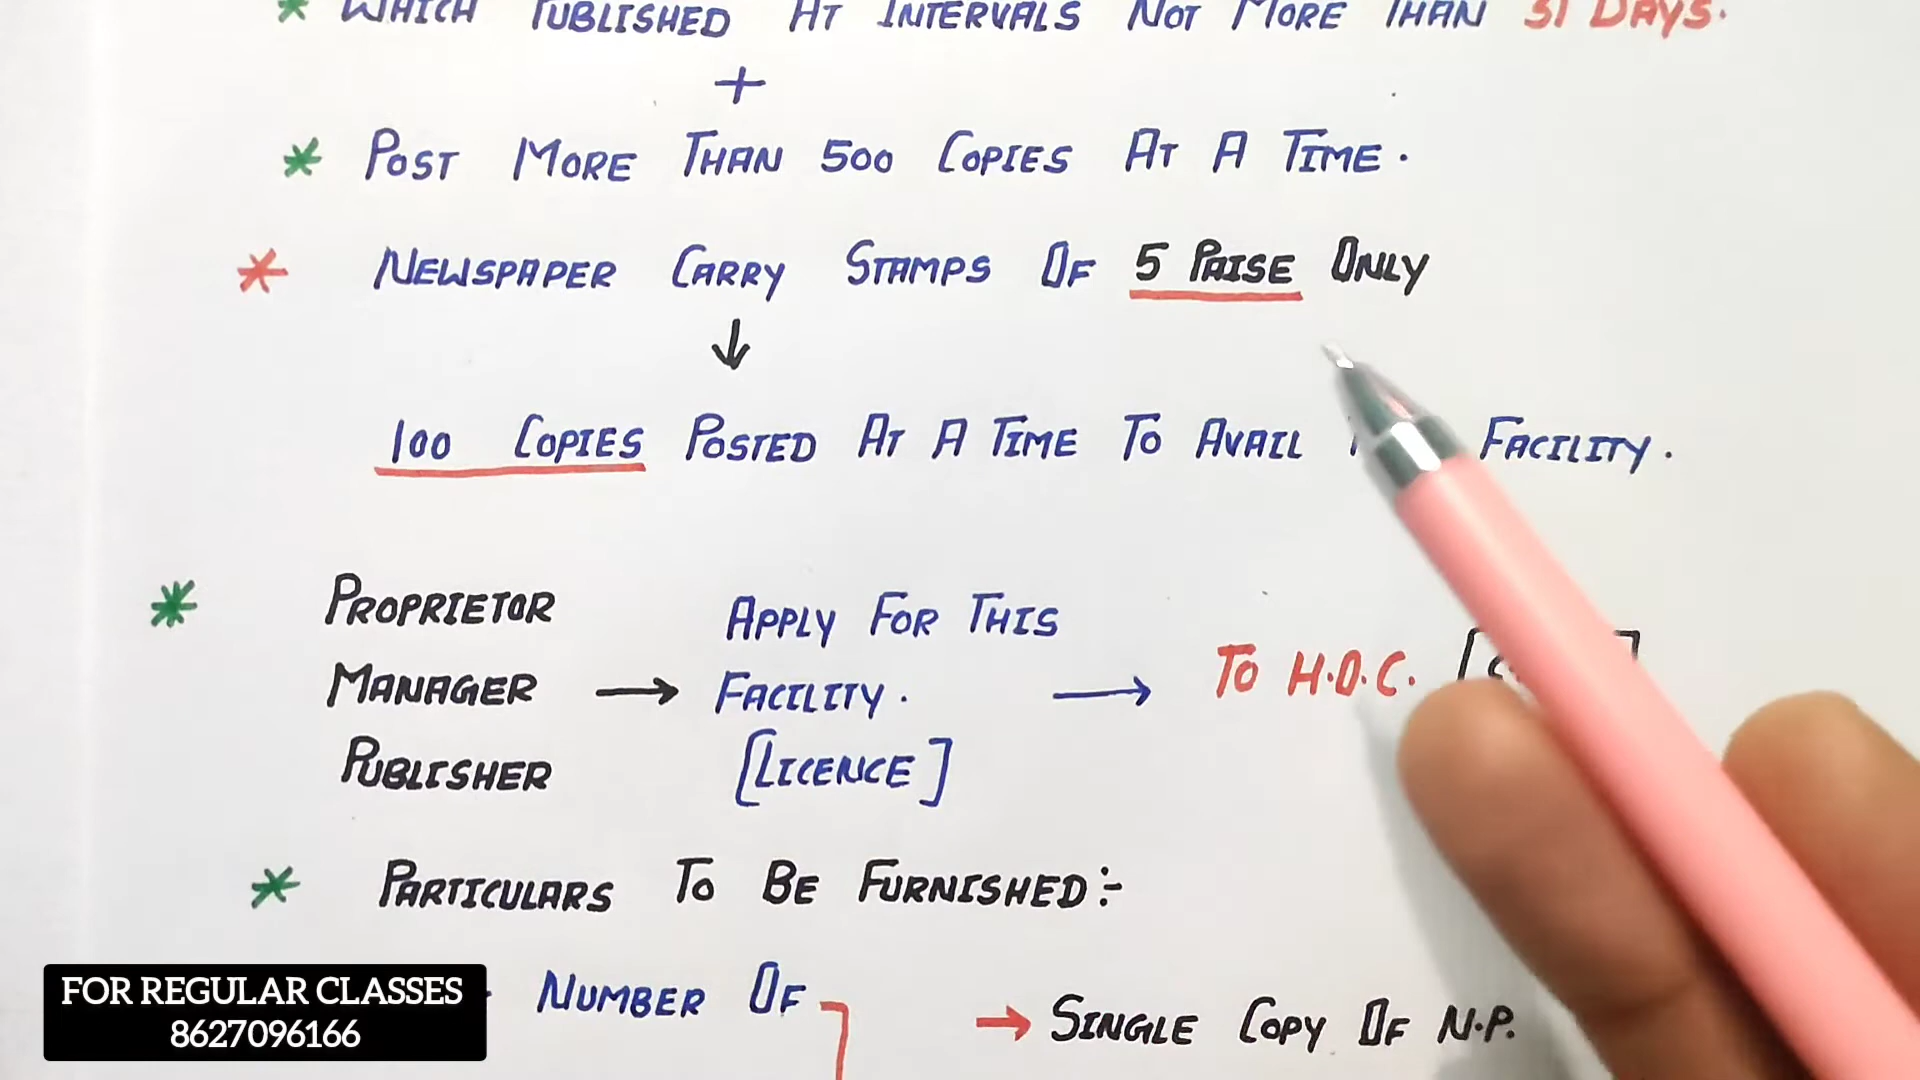 * WHICH PUBLISHED AT INTERVALS NOT MORE THAN 31 DAYS.
+
* POST MORE THAN 500 COPIES AT A TIME.
* NEWSPAPER CARRY STAMPS OF 5 PAISE ONLY
↓
100 COPIES POSTED AT A TIME TO AVAIL FACILITY.
* PROPRIETOR
MANAGER
PUBLISHER
→ APPLY FOR THIS
FACILITY.
[LICENCE]
→ TO H.O.C.
* PARTICULARS TO BE FURNISHED:-
NUMBER OF
→ SINGLE COPY OF N.P.
FOR REGULAR CLASSES
8627096166